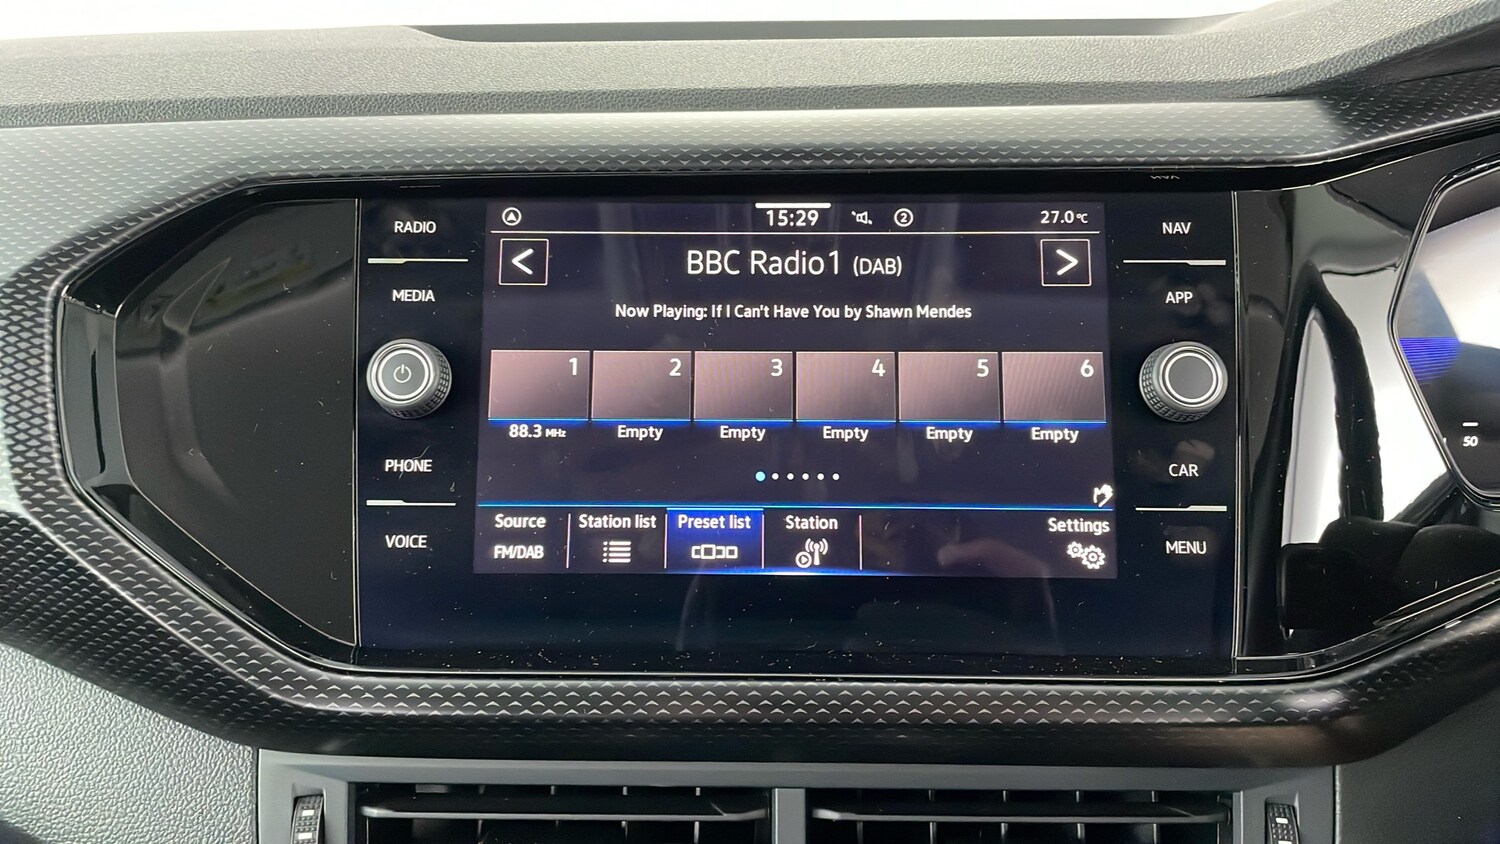 RADIO
MEDIA
PHONE
VOICE
15:29
2
27.0°C
< BBC Radio1 (DAB) >
Now Playing: If I Can't Have You by Shawn Mendes
1 2 3 4 5 6
88.3 MHz Empty Empty Empty Empty Empty
Source Station list Preset list Station Settings
FM/DAB
NAV
APP
CAR
MENU
50